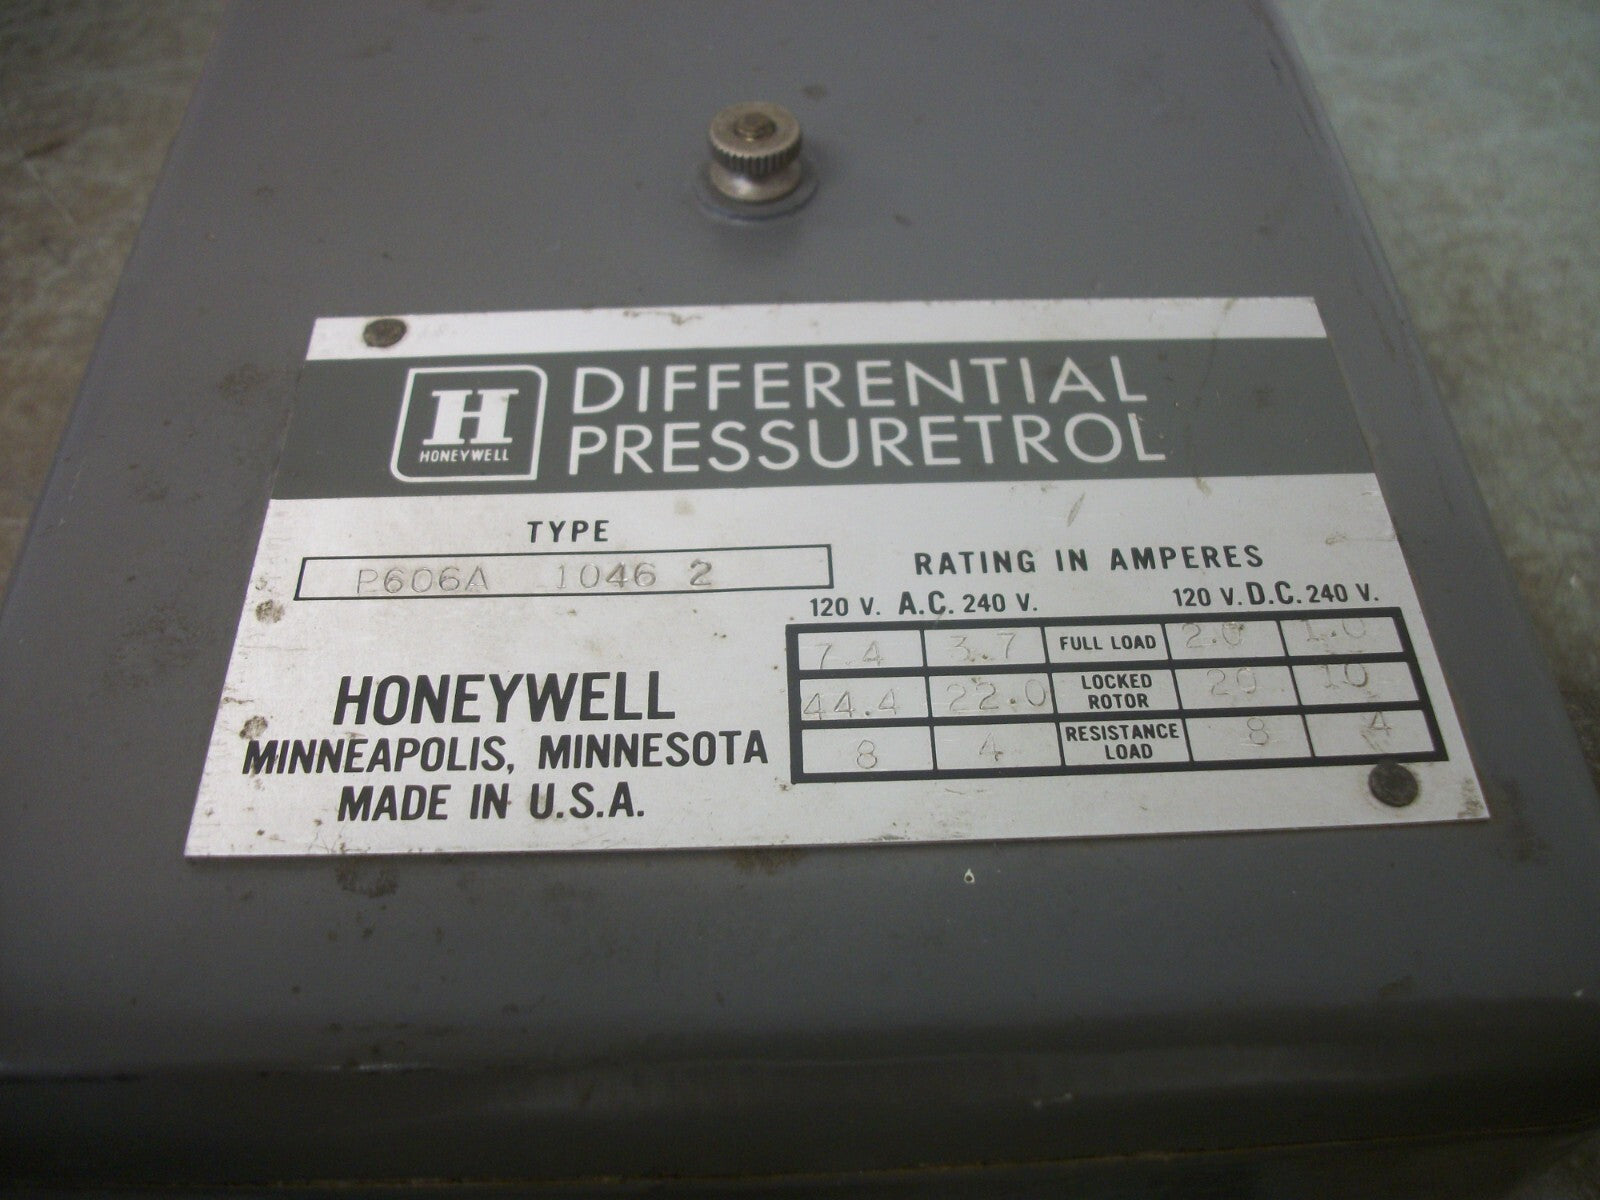 H
HONEYWELL
DIFFERENTIAL
PRESSURETROL
TYPE
P606A 1046 2
RATING IN AMPERES
120 V. A.C. 240 V. 120 V. D.C. 240 V.
7.4 3.7 FULL LOAD 2.0 1.0
44.4 22.0 LOCKED ROTOR 20 10
8 4 RESISTANCE LOAD 8 4
HONEYWELL
MINNEAPOLIS, MINNESOTA
MADE IN U.S.A.